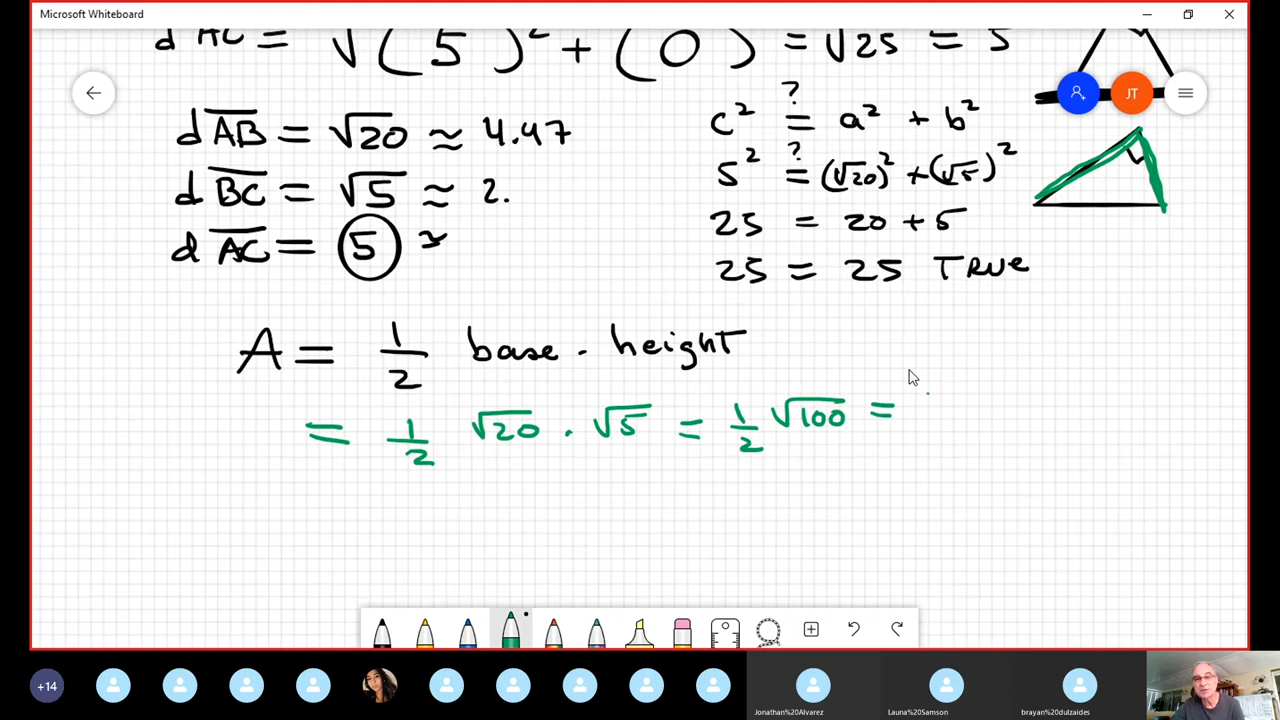 Microsoft Whiteboard
d AC = √(5)² + (0) = √25 = 5
JT
d AB = √20 ≈ 4.47
d BC = √5 ≈ 2.
d AC = 5 ≈
c² ?= a² + b²
5² ?= (√20)² + (√5)²
25 = 20 + 5
25 = 25 True
A = 1/2 base . height
= 1/2 √20 . √5 = 1/2 √100 =
+14
Jonathan%20Alvarez
Launa%20Samson
brayan%20dulzaides